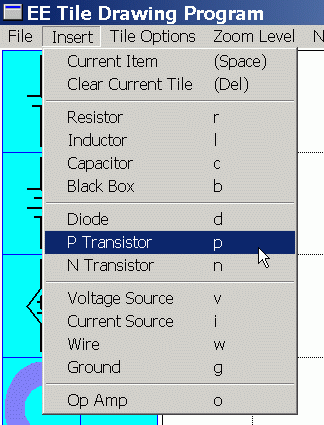 EE Tile Drawing Program
File Insert Tile Options Zoom Level N
Current Item (Space)
Clear Current Tile (Del)
Resistor r
Inductor l
Capacitor c
Black Box b
Diode d
P Transistor p
N Transistor n
Voltage Source v
Current Source i
Wire w
Ground g
Op Amp o